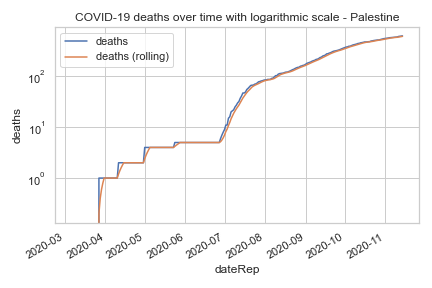 COVID-19 deaths over time with logarithmic scale - Palestine
deaths
deaths (rolling)
10²
10¹
10⁰
deaths
2020-03
2020-04
2020-05
2020-06
2020-07
2020-08
2020-09
2020-10
2020-11
dateRep